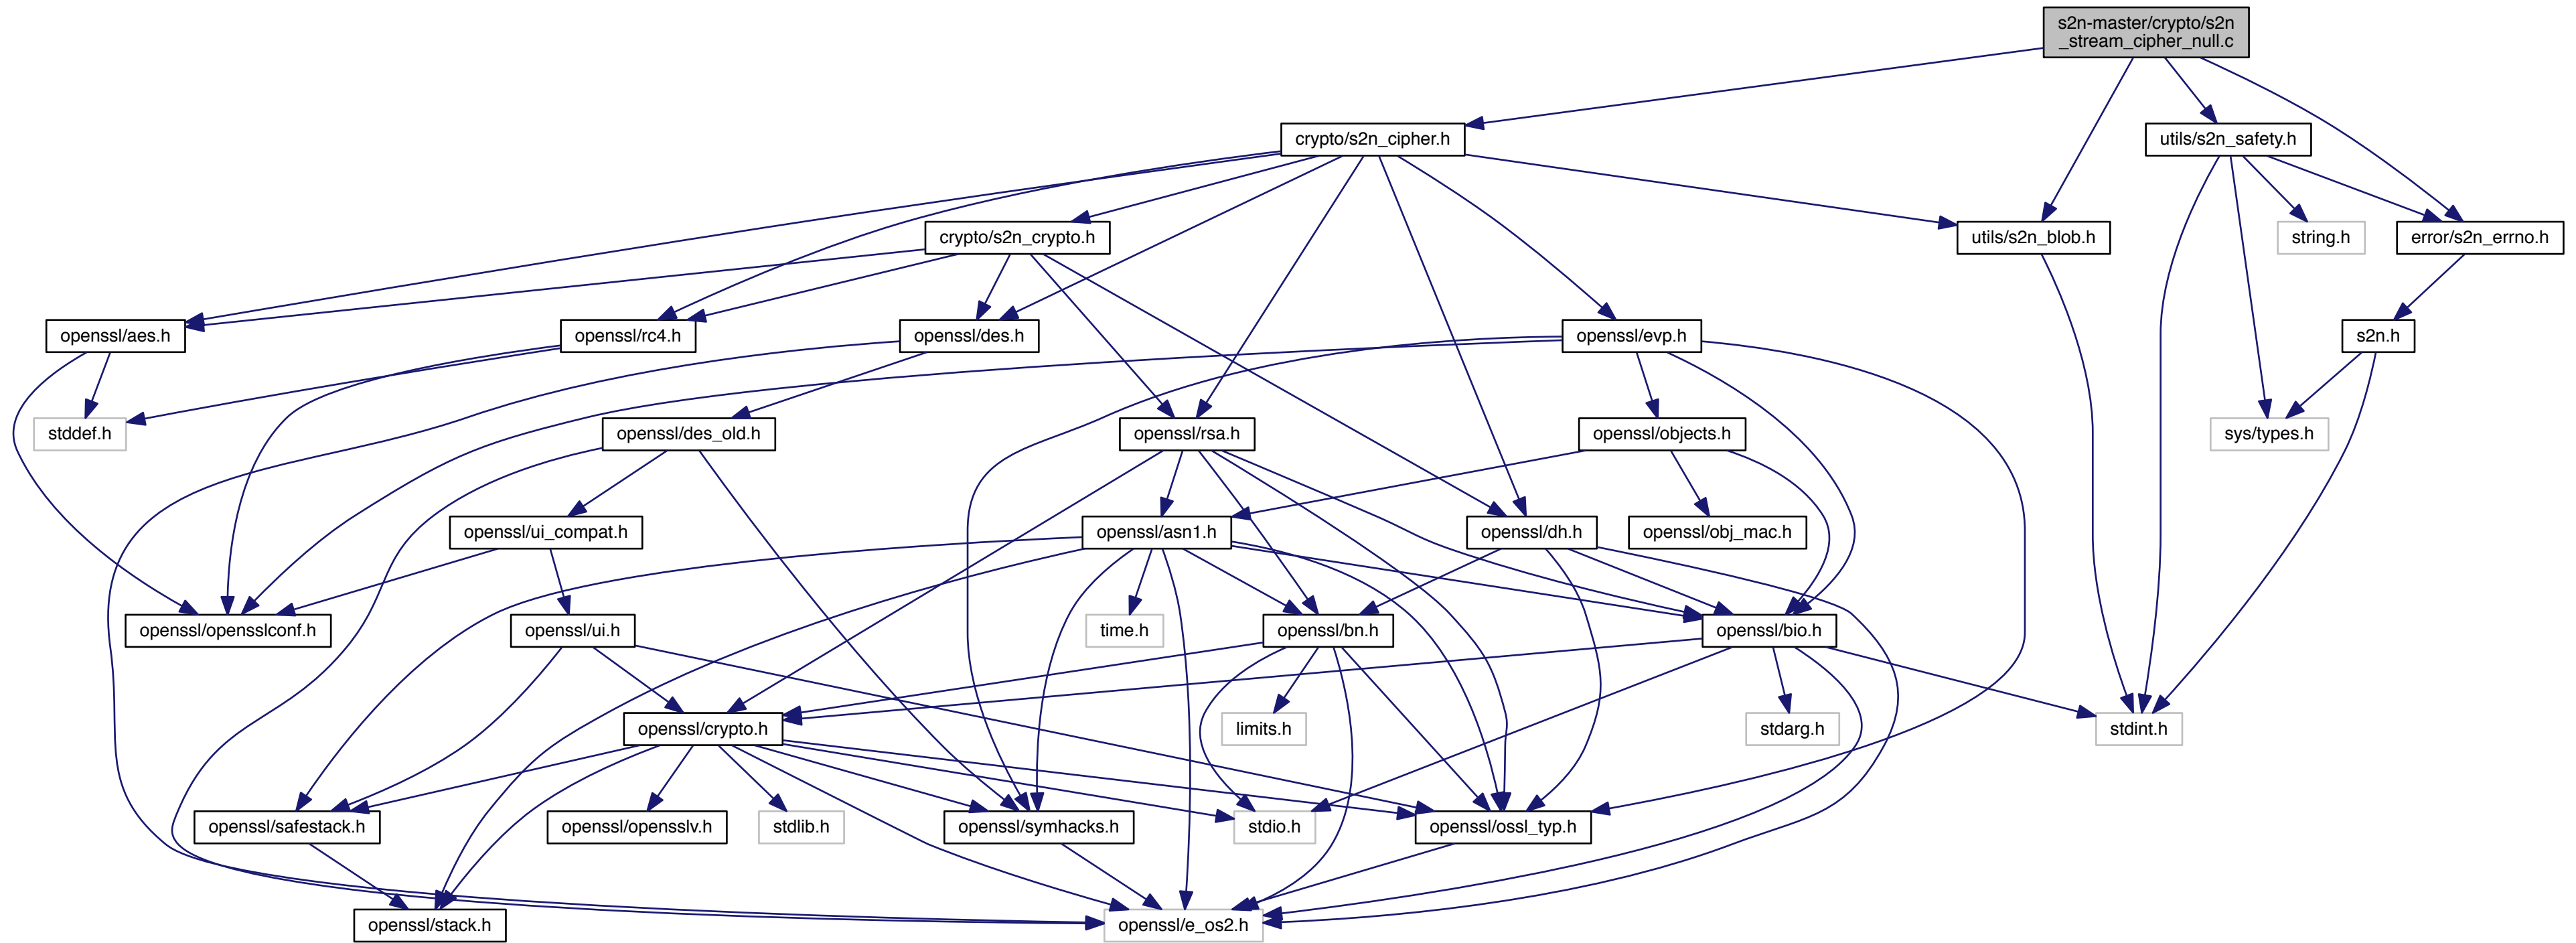 s2n-master/crypto/s2n
_stream_cipher_null.c
crypto/s2n_cipher.h
utils/s2n_safety.h
crypto/s2n_crypto.h
utils/s2n_blob.h
string.h
error/s2n_errno.h
openssl/aes.h
openssl/rc4.h
openssl/des.h
openssl/evp.h
s2n.h
stddef.h
openssl/des_old.h
openssl/rsa.h
openssl/objects.h
sys/types.h
openssl/ui_compat.h
openssl/asn1.h
openssl/dh.h
openssl/obj_mac.h
openssl/opensslconf.h
openssl/ui.h
time.h
openssl/bn.h
openssl/bio.h
openssl/crypto.h
limits.h
stdarg.h
stdint.h
openssl/safestack.h
openssl/opensslv.h
stdlib.h
openssl/symhacks.h
stdio.h
openssl/ossl_typ.h
openssl/stack.h
openssl/e_os2.h